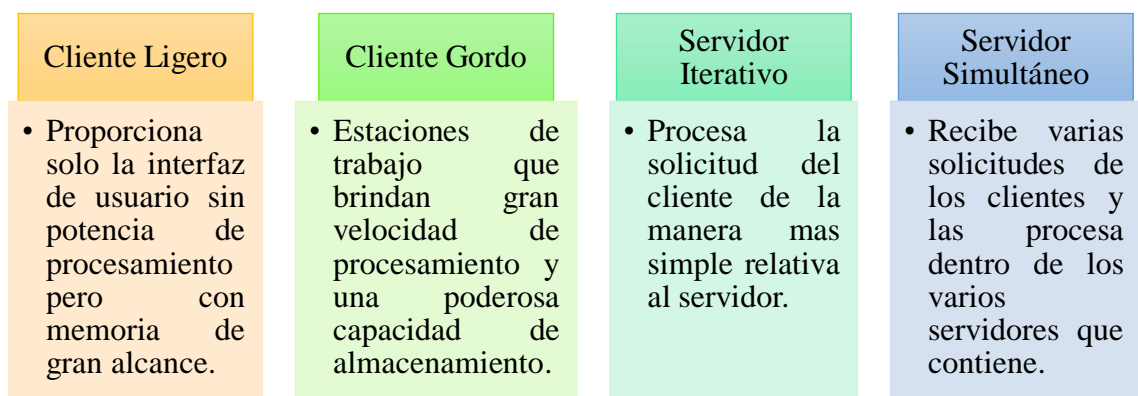 Cliente Ligero
• Proporciona
solo la interfaz
de usuario sin
potencia de
procesamiento
pero con
memoria de
gran alcance.
Cliente Gordo
• Estaciones de
trabajo que
brindan gran
velocidad de
procesamiento y
una poderosa
capacidad de
almacenamiento.
Servidor
Iterativo
• Procesa la
solicitud del
cliente de la
manera mas
simple relativa
al servidor.
Servidor
Simultáneo
• Recibe varias
solicitudes de
los clientes y
las procesa
dentro de los
varios
servidores que
contiene.